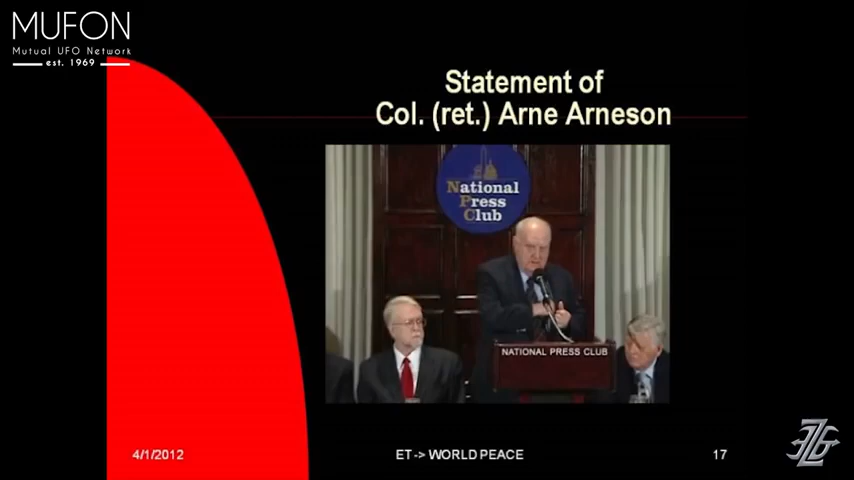 MUFON
Mutual UFO Network
est. 1969
Statement of
Col. (ret.) Arne Arneson
National
Press
Club
NATIONAL PRESS CLUB
4/1/2012
ET -> WORLD PEACE
17